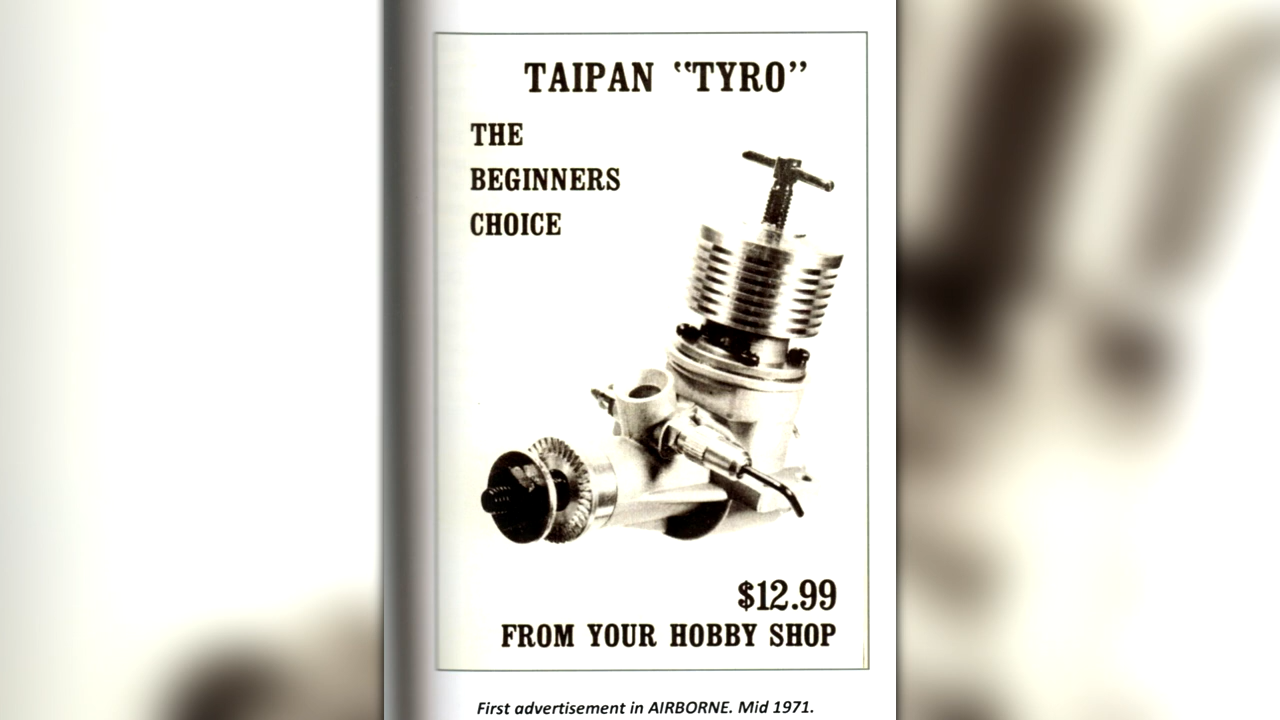 TAIPAN “TYRO”
THE
BEGINNERS
CHOICE
$12.99
FROM YOUR HOBBY SHOP
First advertisement in AIRBORNE. Mid 1971.